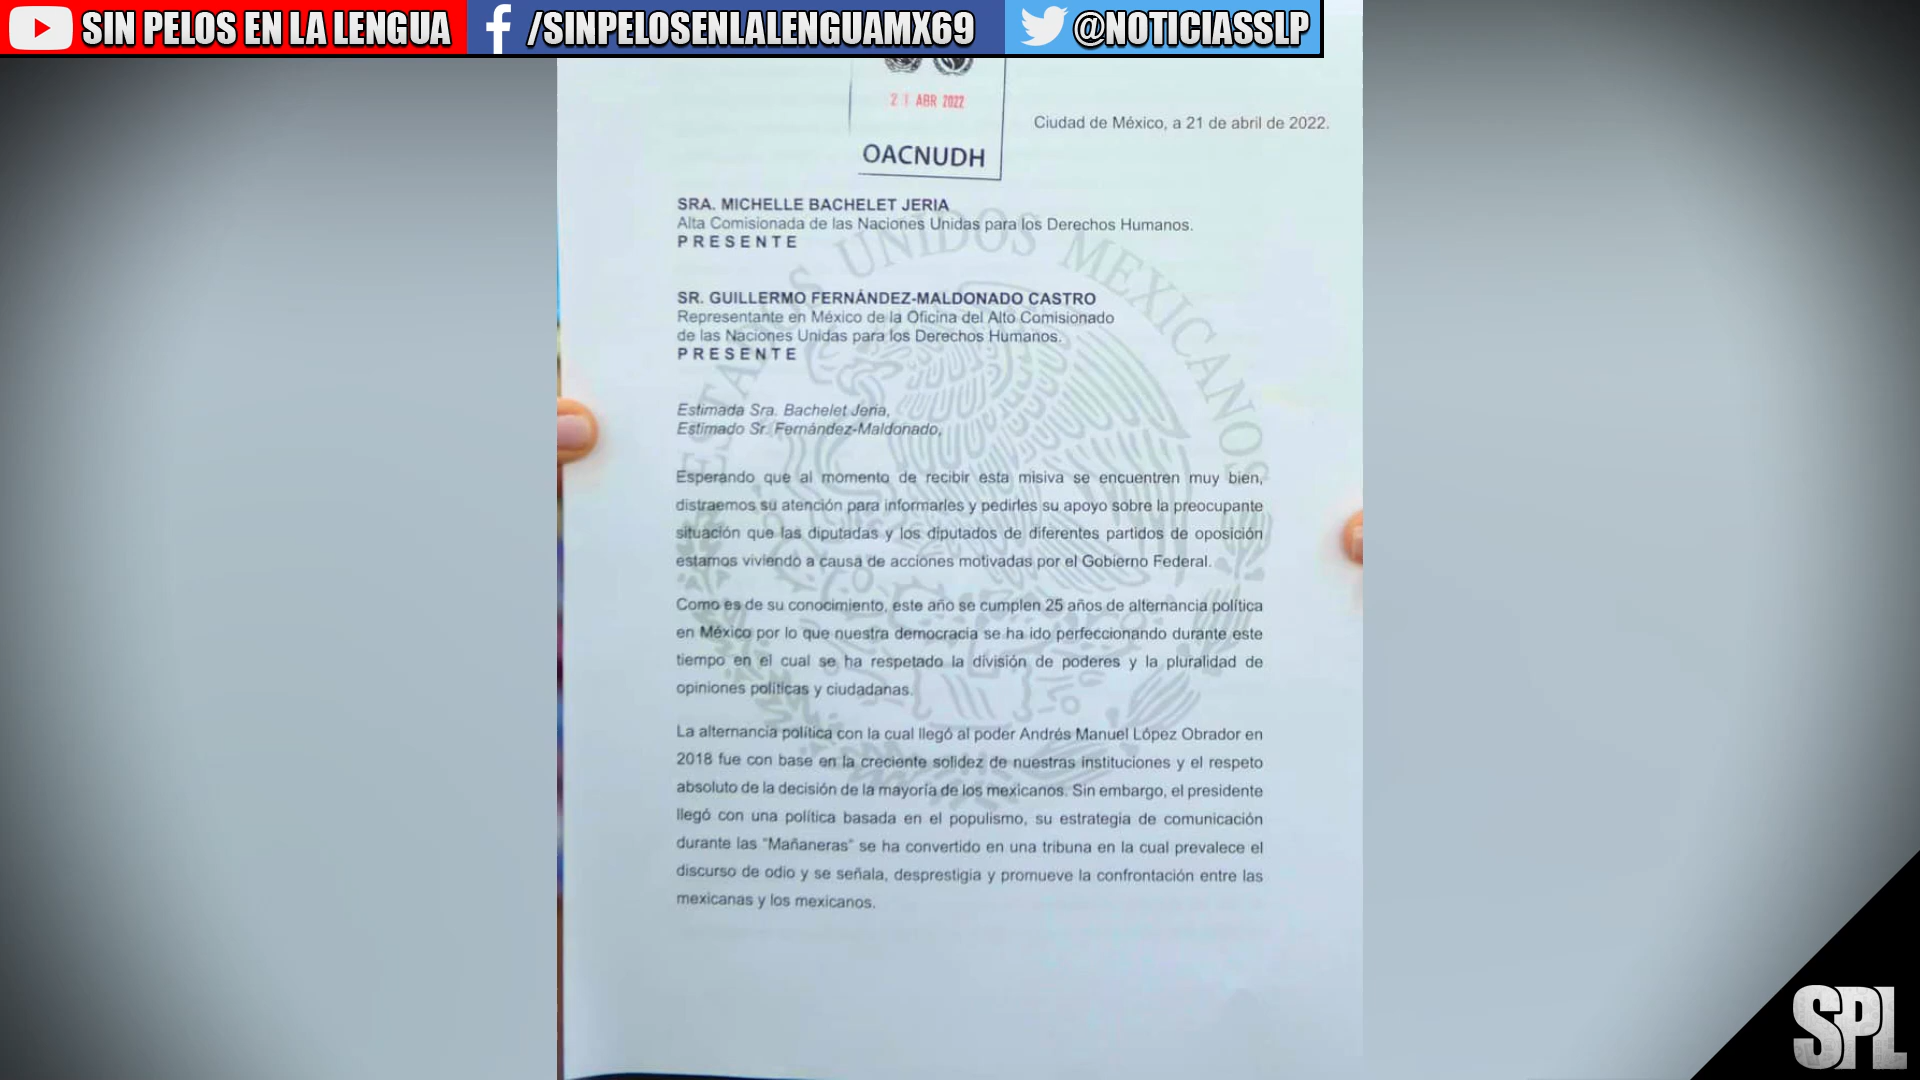 SIN PELOS EN LA LENGUA
/SINPELOSENLALENGUAMX69
@NOTICIASSLP
21 ABR 2022
OACNUDH
Ciudad de México, a 21 de abril de 2022.
SRA. MICHELLE BACHELET JERIA
Alta Comisionada de las Naciones Unidas para los Derechos Humanos.
P R E S E N T E
SR. GUILLERMO FERNÁNDEZ-MALDONADO CASTRO
Representante en México de la Oficina del Alto Comisionado
de las Naciones Unidas para los Derechos Humanos.
P R E S E N T E
Estimada Sra. Bachelet Jeria,
Estimado Sr. Fernández-Maldonado,
Esperando que al momento de recibir esta misiva se encuentren muy bien,
distraemos su atención para informarles y pedirles su apoyo sobre la preocupante
situación que las diputadas y los diputados de diferentes partidos de oposición
estamos viviendo a causa de acciones motivadas por el Gobierno Federal.
Como es de su conocimiento, este año se cumplen 25 años de alternancia política
en México por lo que nuestra democracia se ha ido perfeccionando durante este
tiempo en el cual se ha respetado la división de poderes y la pluralidad de
opiniones políticas y ciudadanas.
La alternancia política con la cual llegó al poder Andrés Manuel López Obrador en
2018 fue con base en la creciente solidez de nuestras instituciones y el respeto
absoluto de la decisión de la mayoría de los mexicanos. Sin embargo, el presidente
llegó con una política basada en el populismo, su estrategia de comunicación
durante las "Mañaneras" se ha convertido en una tribuna en la cual prevalece el
discurso de odio y se señala, desprestigia y promueve la confrontación entre las
mexicanas y los mexicanos.
ESTADOS UNIDOS MEXICANOS
SPL